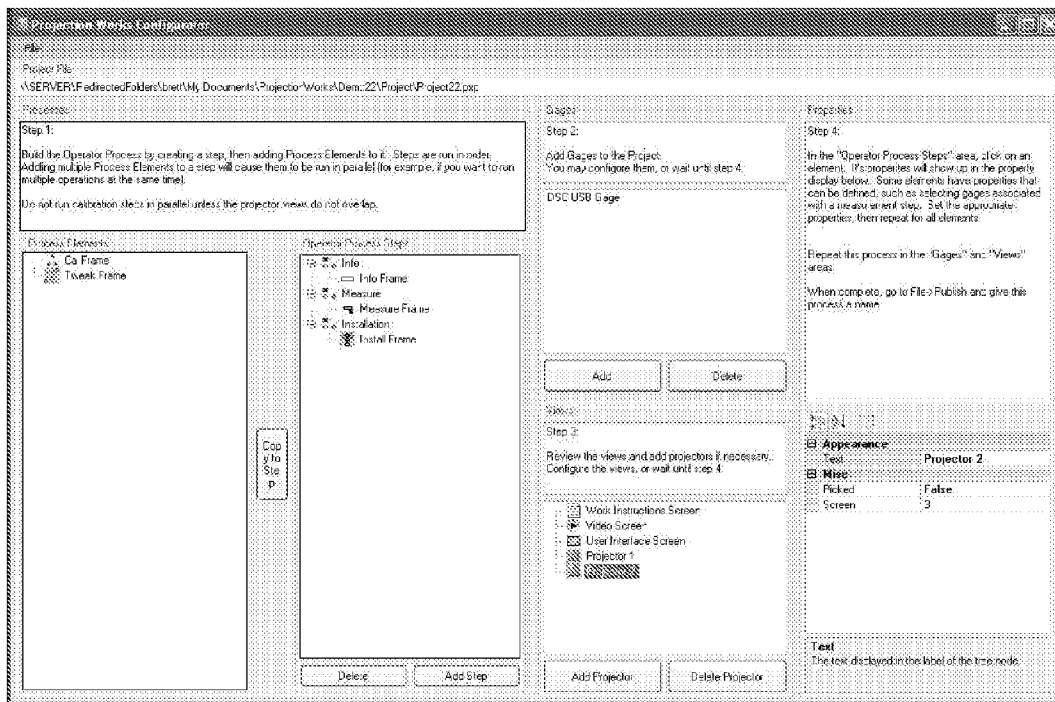 Projection Works Configurator
File
Project File
\\SERVER\RedirectedFolders\brett\My Documents\ProjectionWorks\Demo22\Project\Project22.pxp
Processes
Step 1:
Build the Operator Process by creating a step, then adding Process Elements to it. Steps are run in order.
Adding multiple Process Elements to a step will cause them to be run in parallel (for example, if you want to run
multiple operations at the same time).
Do not run calibration steps in parallel unless the projector views do not overlap.
Process Elements
Cal Frame
Tweak Frame
Copy to Step
Operator Process Steps
Info
Info Frame
Measure
Measure Frame
Installation
Install Frame
Delete
Add Step
Gages
Step 2:
Add Gages to the Project.
You may configure them, or wait until step 4.
DSC USB Gage
Add
Delete
Views
Step 3:
Review the views and add projectors if necessary.
Configure the views, or wait until step 4.
Work Instructions Screen
Video Screen
User Interface Screen
Projector 1
Add Projector
Delete Projector
Properties
Step 4:
In the "Operator Process Steps" area, click on an
element. It's properties will show up in the property
display below. Some elements have properties that
can be defined, such as selecting gages associated
with a measurement step. Set the appropriate
properties, then repeat for all elements.
Repeat this process in the "Gages" and "Views"
areas.
When complete, go to File->Publish and give this
process a name.
Appearance
Text Projector 2
Misc
Picked False
Screen 3
Text
The text displayed in the label of the tree node.